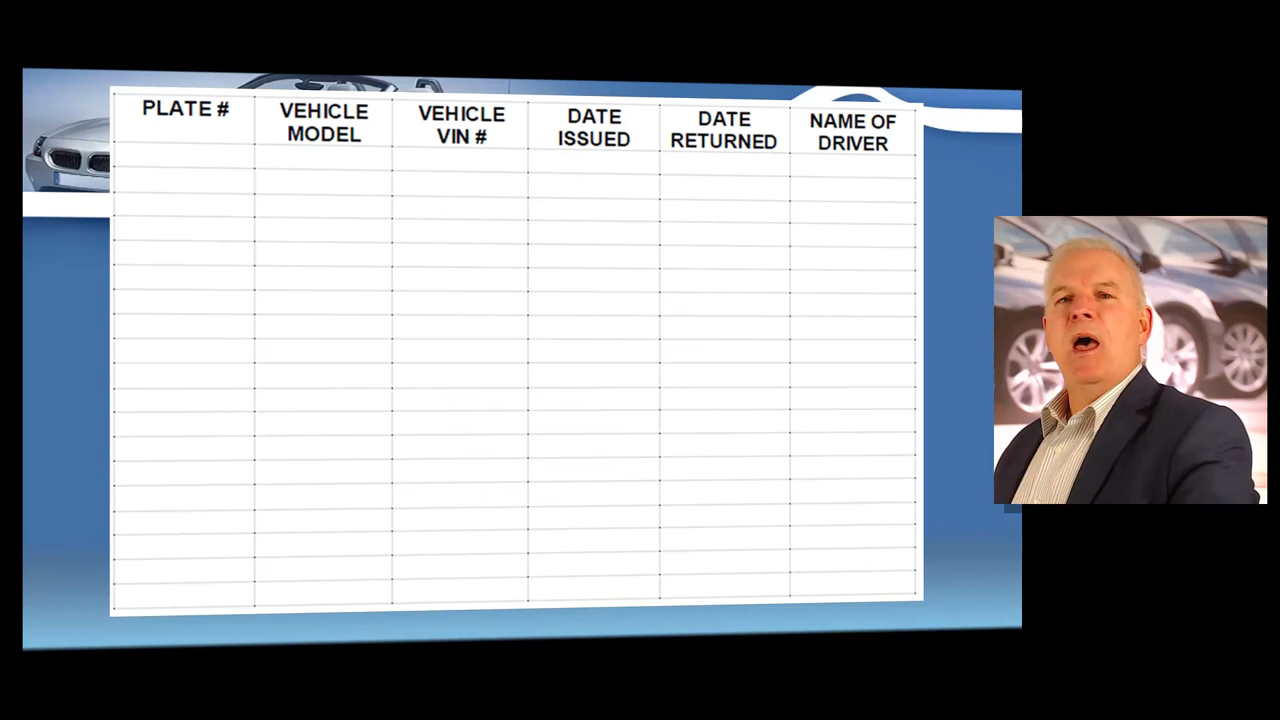 PLATE #
VEHICLE
MODEL
VEHICLE
VIN #
DATE
ISSUED
DATE
RETURNED
NAME OF
DRIVER